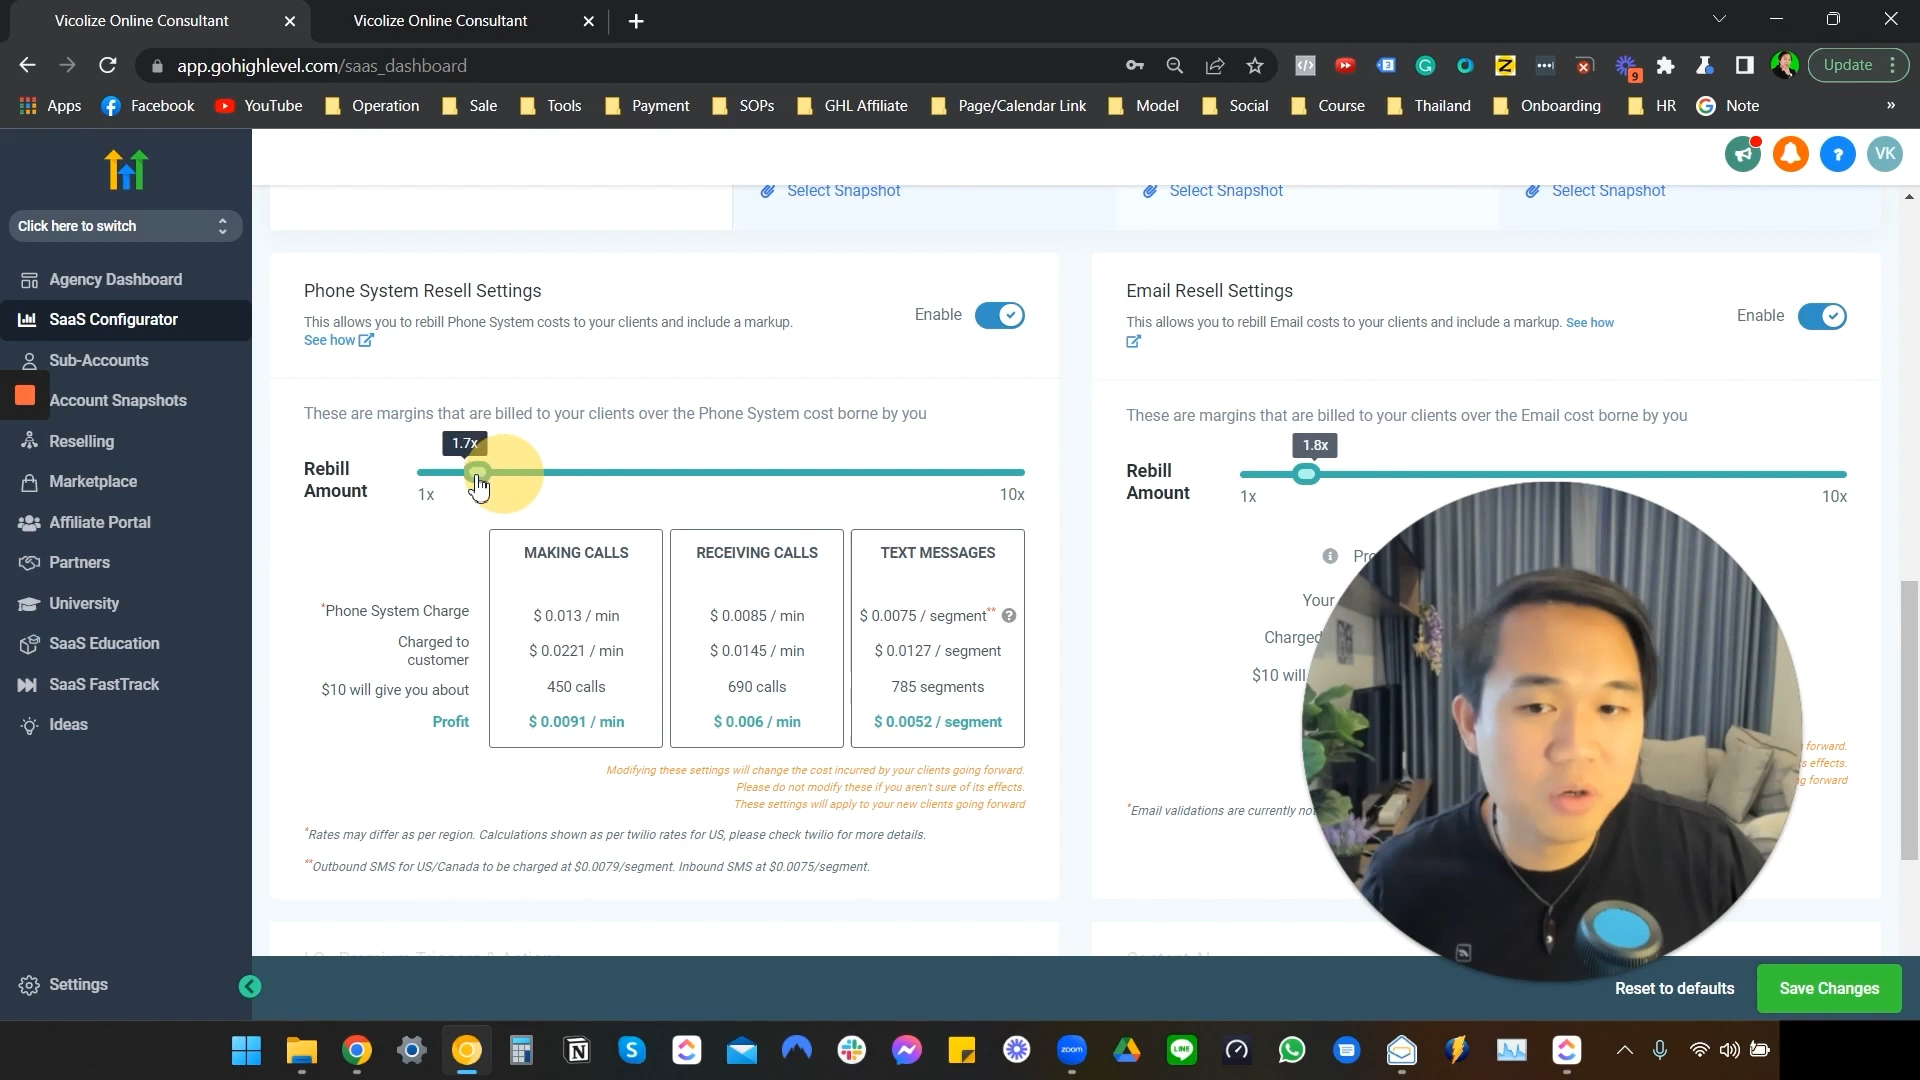 Vicolize Online Consultant
Vicolize Online Consultant
app.gohighlevel.com/saas_dashboard
9
Update
Apps
Facebook
YouTube
Operation
Sale
Tools
Payment
SOPs
GHL Affiliate
Page/Calendar Link
Model
Social
Course
Thailand
Onboarding
HR
Note
»
VK
Click here to switch
Agency Dashboard
SaaS Configurator
Sub-Accounts
Account Snapshots
Reselling
Marketplace
Affiliate Portal
Partners
University
SaaS Education
SaaS FastTrack
Ideas
Settings
Select Snapshot
Select Snapshot
Select Snapshot
Phone System Resell Settings
This allows you to rebill Phone System costs to your clients and include a markup.
See how
Enable
These are margins that are billed to your clients over the Phone System cost borne by you
1.7x
Rebill
Amount
1x
10x
MAKING CALLS
RECEIVING CALLS
TEXT MESSAGES
*Phone System Charge
$ 0.013 / min
$ 0.0085 / min
$ 0.0075 / segment**
Charged to
customer
$ 0.0221 / min
$ 0.0145 / min
$ 0.0127 / segment
$10 will give you about
450 calls
690 calls
785 segments
Profit
$ 0.0091 / min
$ 0.006 / min
$ 0.0052 / segment
Modifying these settings will change the cost incurred by your clients going forward.
Please do not modify these if you aren't sure of its effects.
These settings will apply to your new clients going forward
*Rates may differ as per region. Calculations shown as per twilio rates for US, please check twilio for more details.
**Outbound SMS for US/Canada to be charged at $0.0079/segment. Inbound SMS at $0.0075/segment.
Email Resell Settings
This allows you to rebill Email costs to your clients and include a markup. See how
Enable
These are margins that are billed to your clients over the Email cost borne by you
1.8x
Rebill
Amount
1x
10x
Your
Charged
$10 will
forward.
effects.
forward
*Email validations are currently
Reset to defaults
Save Changes
zoom
LINE